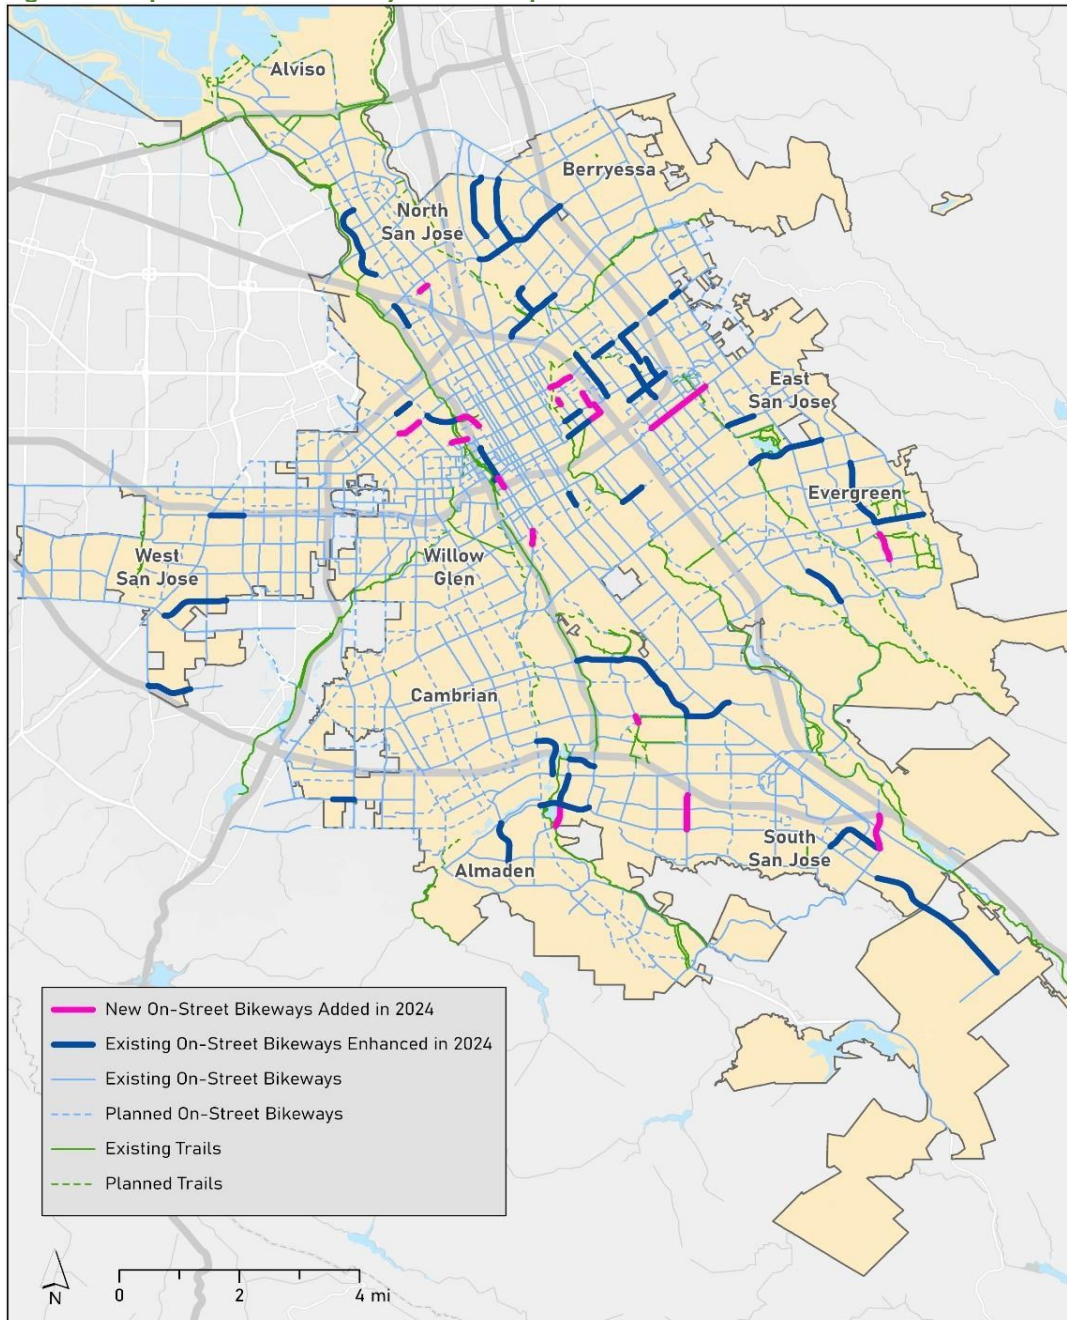 Alviso
Berryessa
North
San Jose
East
San Jose
Evergreen
West
San Jose
Willow
Glen
Cambrian
South
San Jose
Almaden
New On-Street Bikeways Added in 2024
Existing On-Street Bikeways Enhanced in 2024
Existing On-Street Bikeways
Planned On-Street Bikeways
Existing Trails
Planned Trails
N
0 2 4 mi